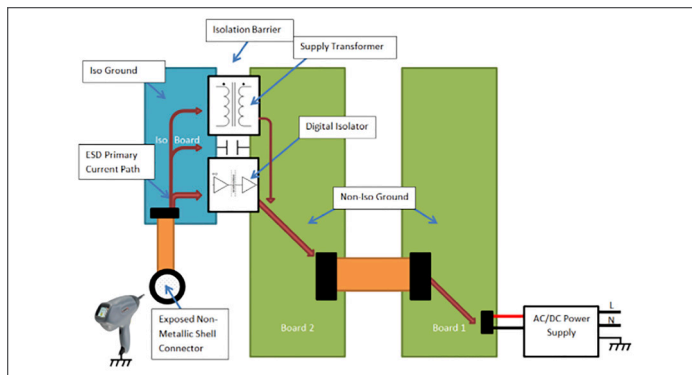 Isolation Barrier
Supply Transformer
Iso Ground
Digital Isolator
Iso Board
ESD Primary
Current Path
Non-Iso Ground
Exposed Non-
Metallic Shell
Connector
Board 2
Board 1
AC/DC Power
Supply
L
N